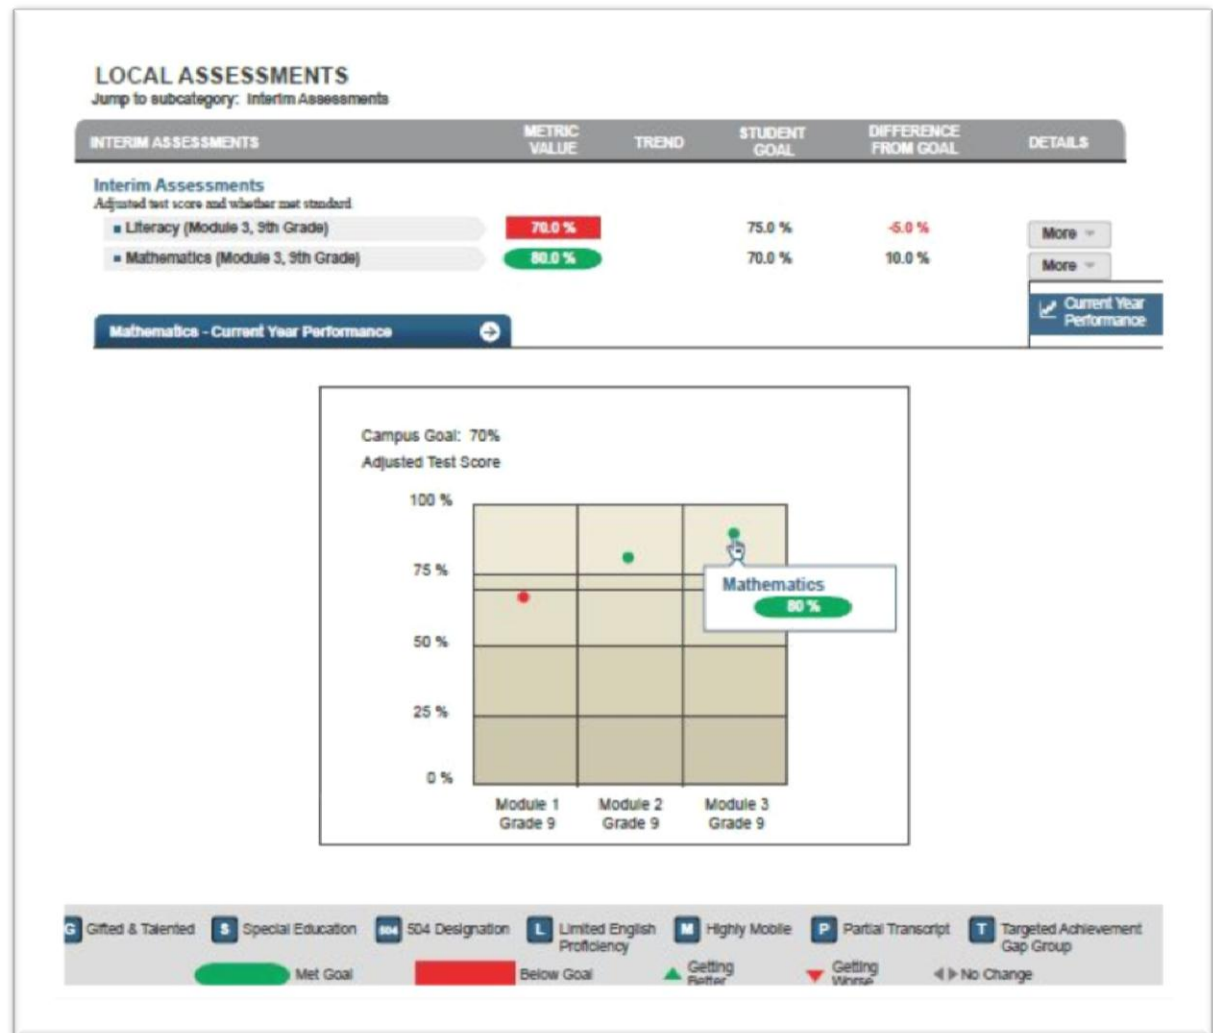 LOCAL ASSESSMENTS
Jump to subcategory: Interim Assessments
INTERIM ASSESSMENTS METRIC VALUE TREND STUDENT GOAL DIFFERENCE FROM GOAL DETAILS
Interim Assessments
Adjusted test score and whether met standard.
Literacy (Module 3, 9th Grade) 70.0 % 75.0 % -5.0 % More
Mathematics (Module 3, 9th Grade) 80.0 % 70.0 % 10.0 % More
Current Year
Performance
Mathematics - Current Year Performance
Campus Goal: 70%
Adjusted Test Score
100 %
75 %
Mathematics
80 %
50 %
25 %
0 %
Module 1 Module 2 Module 3
Grade 9 Grade 9 Grade 9
G Gifted & Talented S Special Education 504 504 Designation L Limited English Proficiency M Highly Mobile P Partial Transcript T Targeted Achievement Gap Group
Met Goal Below Goal Getting Better Getting Worse No Change